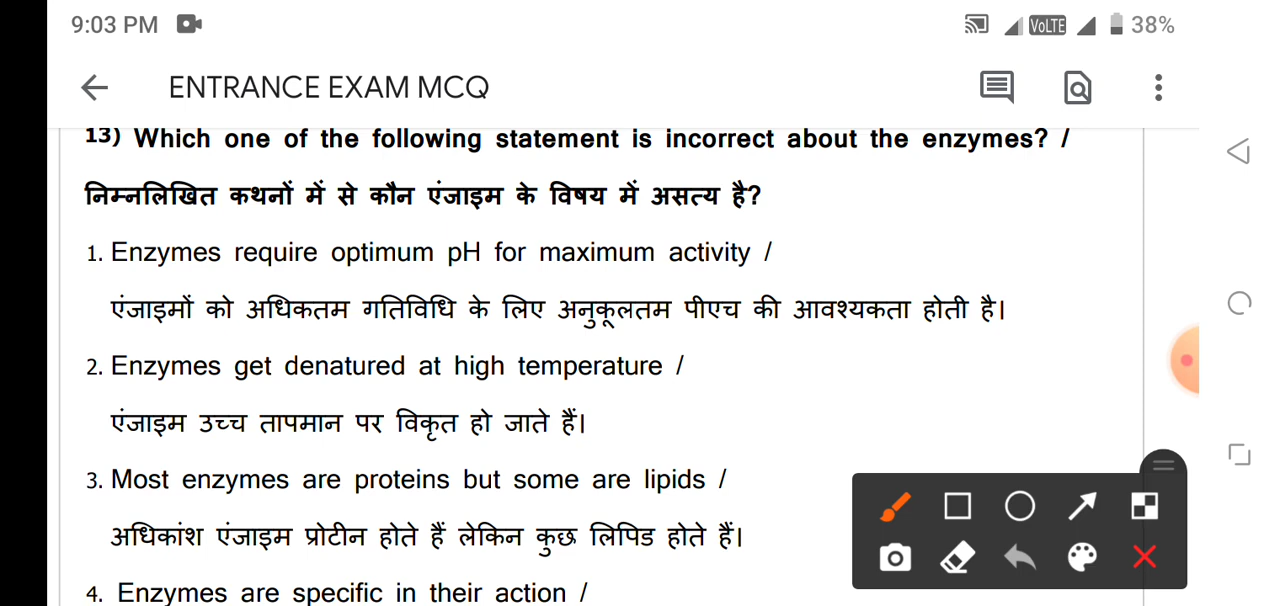 9:03 PM VoLTE 38%
ENTRANCE EXAM MCQ
13) Which one of the following statement is incorrect about the enzymes? /
निम्नलिखित कथनों में से कौन एंजाइम के विषय में असत्य है?
1. Enzymes require optimum pH for maximum activity /
एंजाइमों को अधिकतम गतिविधि के लिए अनुकूलतम पीएच की आवश्यकता होती है।
2. Enzymes get denatured at high temperature /
एंजाइम उच्च तापमान पर विकृत हो जाते हैं।
3. Most enzymes are proteins but some are lipids /
अधिकांश एंजाइम प्रोटीन होते हैं लेकिन कुछ लिपिड होते हैं।
4. Enzymes are specific in their action /